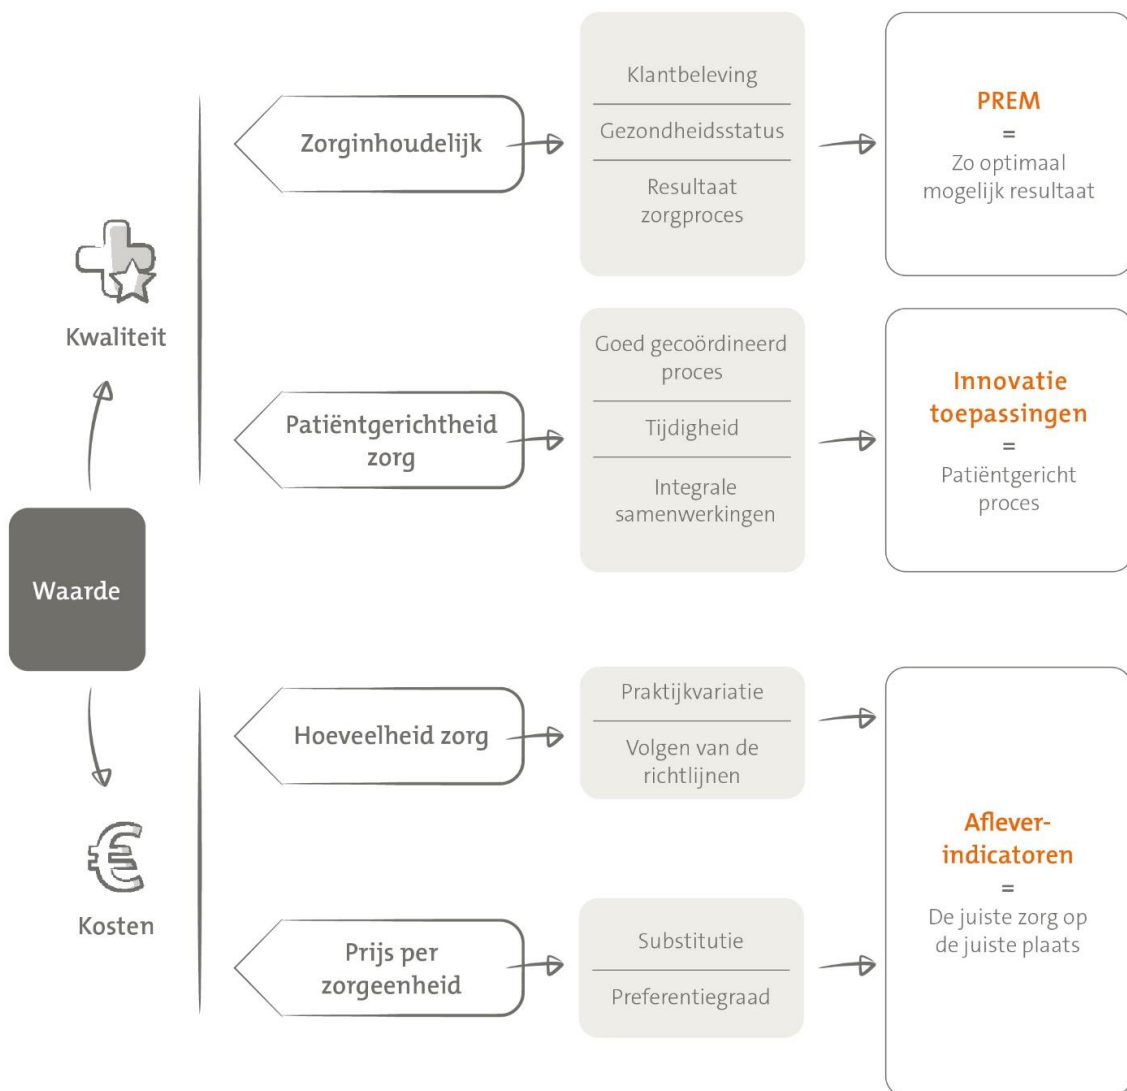 Klantbeleving
Gezondheidsstatus
Resultaat
zorgproces
Zorginhoudelijk
PREM
=
Zo optimaal
mogelijk resultaat
Kwaliteit
Patiëntgerichtheid
zorg
Goed gecoördineerd
proces
Tijdigheid
Integrale
samenwerkingen
Innovatie
toepassingen
=
Patiëntgericht
proces
Waarde
Hoeveelheid zorg
Praktijkvariatie
Volgen van de
richtlijnen
Kosten
Prijs per
zorgeenheid
Substitutie
Preferentiegraad
Aflever-
indicatoren
=
De juiste zorg op
de juiste plaats